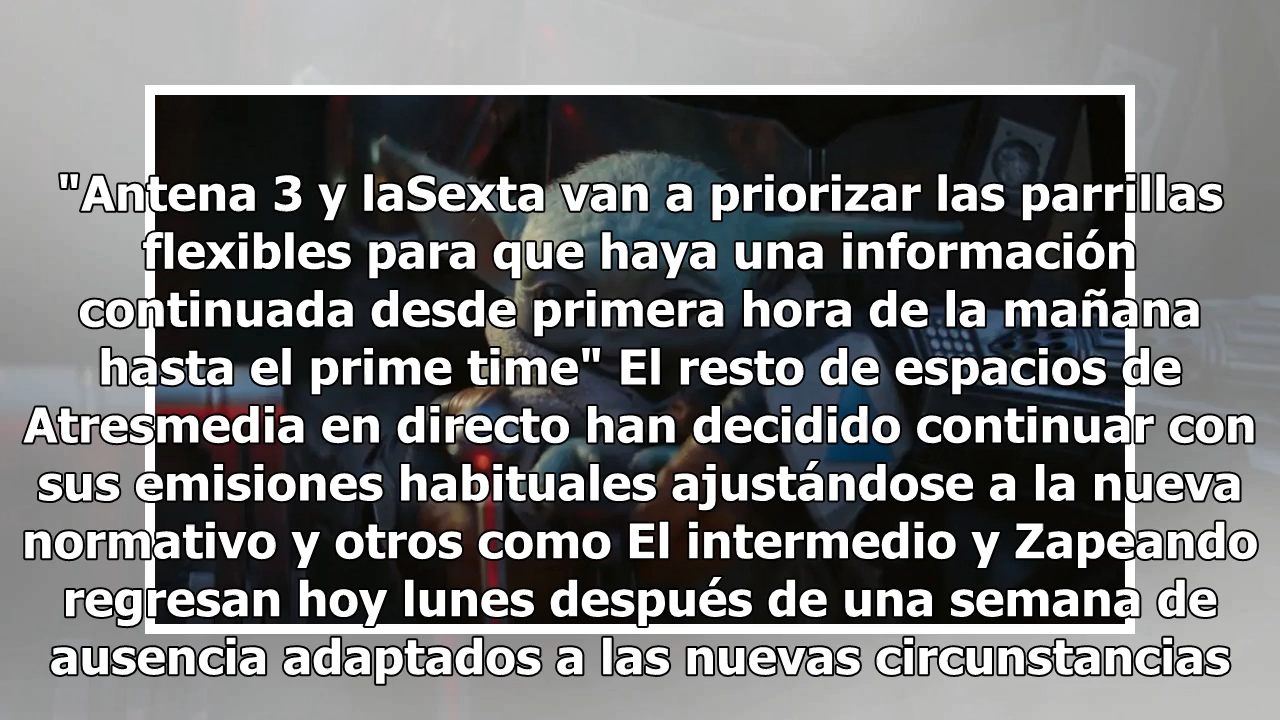 "Antena 3 y laSexta van a priorizar las parrillas
flexibles para que haya una información
continuada desde primera hora de la mañana
hasta el prime time" El resto de espacios de
Atresmedia en directo han decidido continuar con
sus emisiones habituales ajustándose a la nueva
normativo y otros como El intermedio y Zapeando
regresan hoy lunes después de una semana de
ausencia adaptados a las nuevas circunstancias